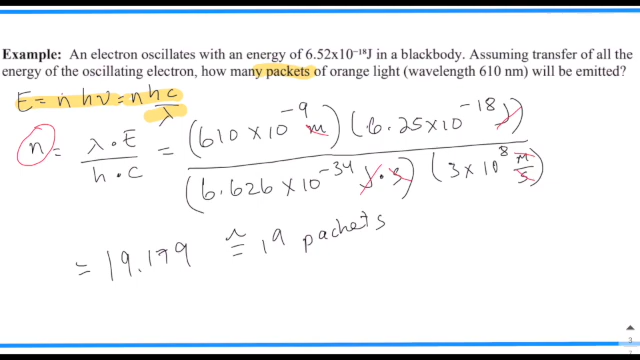 Example: An electron oscillates with an energy of 6.52x10⁻¹⁸J in a blackbody. Assuming transfer of all the
energy of the oscillating electron, how many packets of orange light (wavelength 610 nm) will be emitted?
E = n h ν = n h c / λ
n = λ · E / h · c = (610 × 10⁻⁹ m) (6.25 × 10⁻¹⁸ J) / (6.626 × 10⁻³⁴ J · s) (3 × 10⁸ m/s)
= 19.179 ≅ 19 packets
3